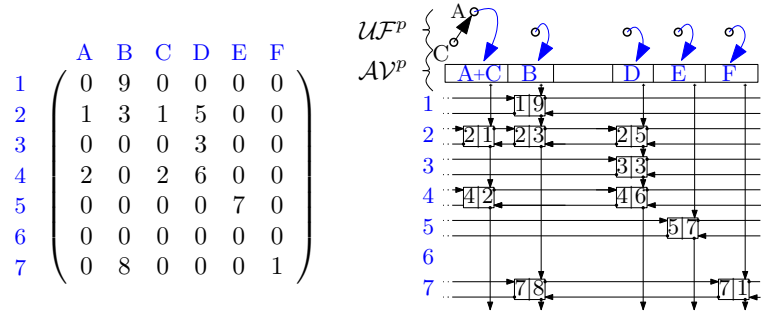 A B C D E F
1 0 9 0 0 0 0
2 1 3 1 5 0 0
3 0 0 0 3 0 0
4 2 0 2 6 0 0
5 0 0 0 0 7 0
6 0 0 0 0 0 0
7 0 8 0 0 0 1
UF^p A
C
AV^p A+C B D E F
1 1 9
2 2 1 2 3 2 5
3 3 3
4 4 2 4 6
5 5 7
6
7 7 8 7 1